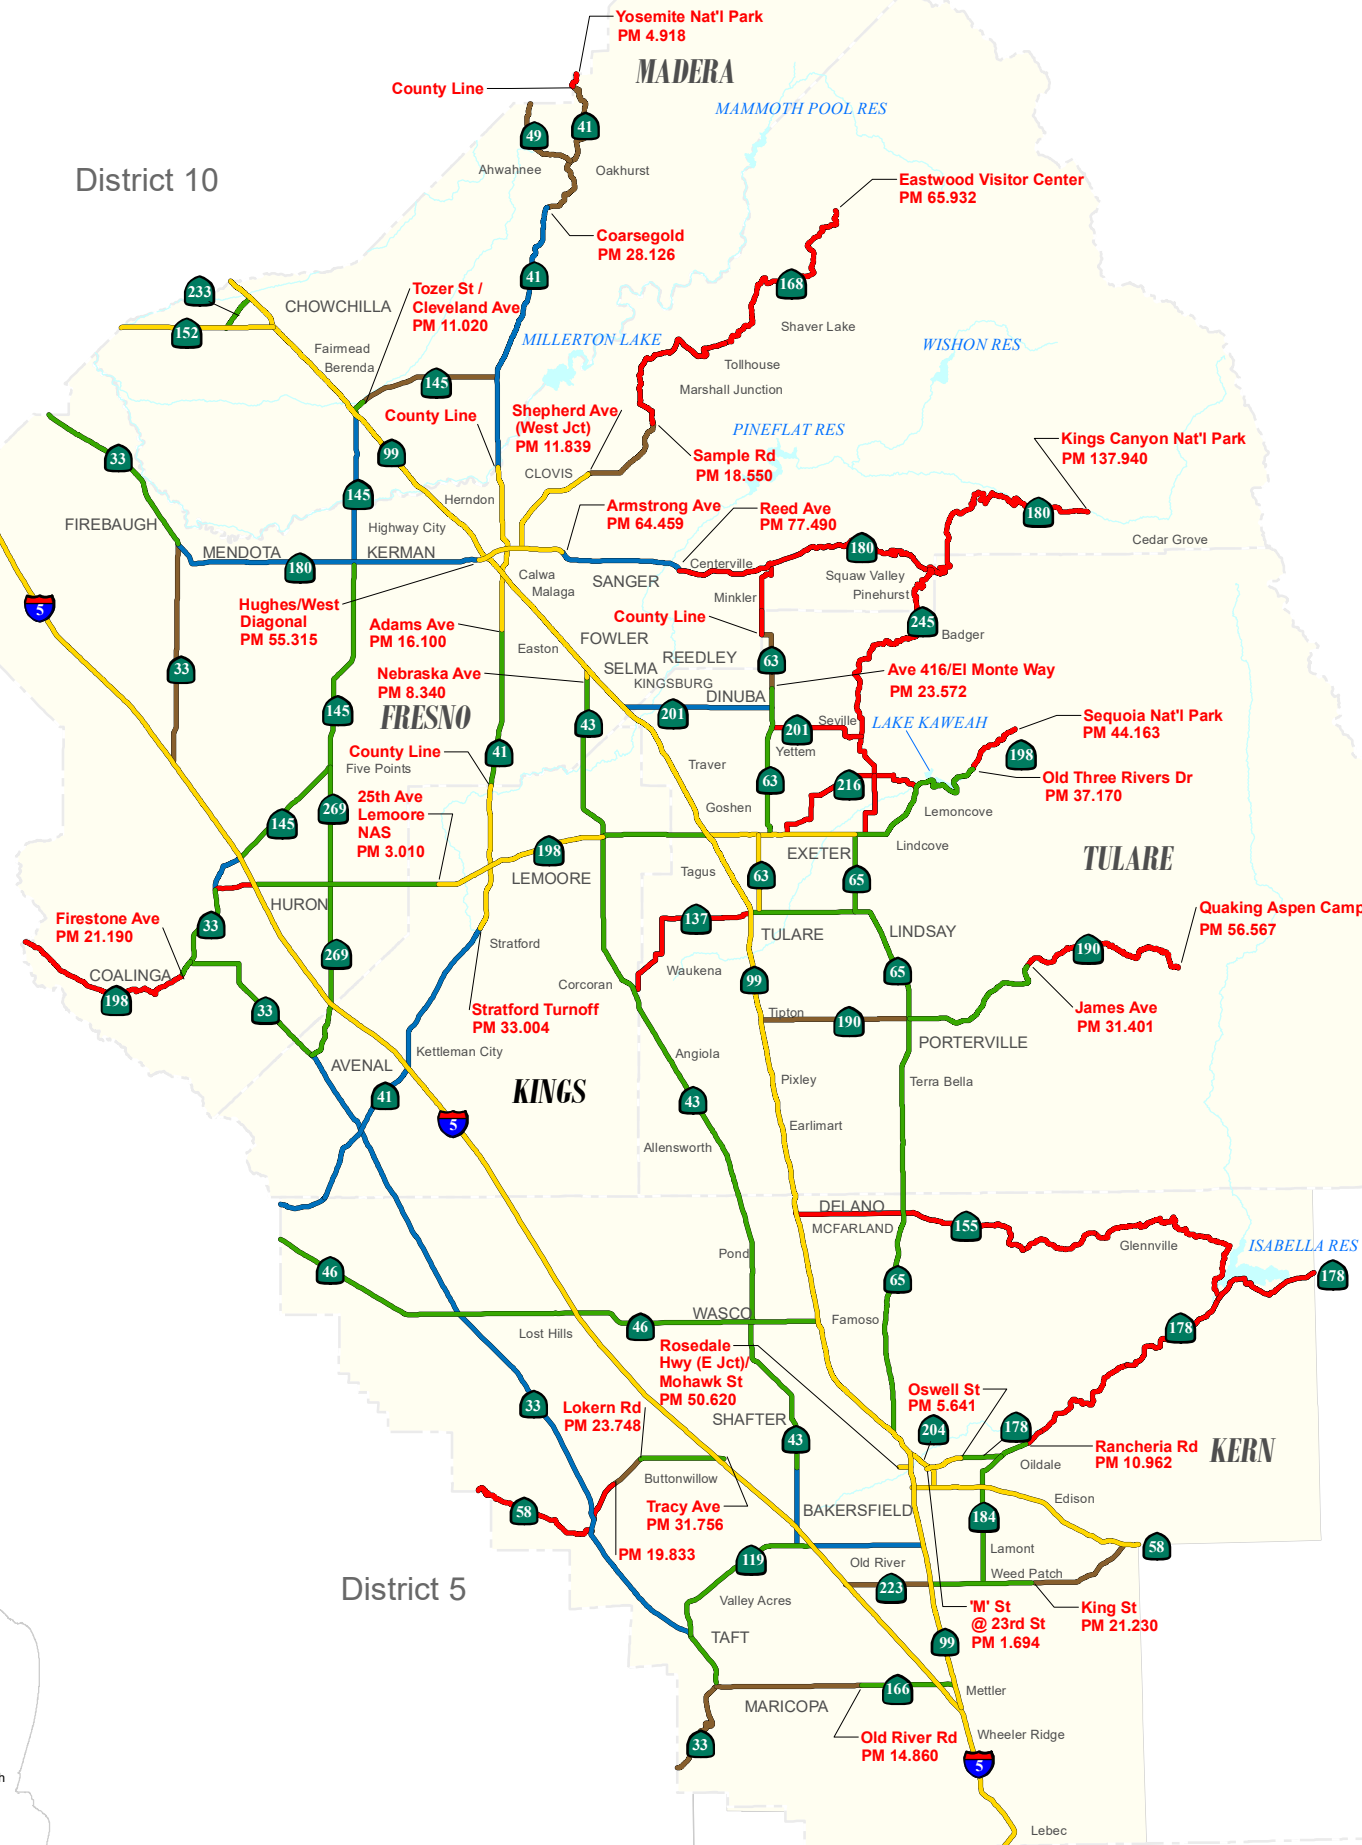 Yosemite Nat'l Park
PM 4.918
MADERA
County Line
MAMMOTH POOL RES
49
41
Ahwahnee
Oakhurst
District 10
Eastwood Visitor Center
PM 65.932
Coarsegold
PM 28.126
41
168
233
Tozer St /
Cleveland Ave
PM 11.020
CHOWCHILLA
152
Shaver Lake
MILLERTON LAKE
WISHON RES
Fairmead
Berenda
Tollhouse
145
Marshall Junction
County Line
Shepherd Ave
(West Jct)
PM 11.839
PINEFLAT RES
Kings Canyon Nat'l Park
PM 137.940
33
99
Sample Rd
PM 18.550
CLOVIS
145
Herndon
Armstrong Ave
PM 64.459
Reed Ave
PM 77.490
180
FIREBAUGH
Highway City
Cedar Grove
MENDOTA
KERMAN
180
180
Centerville
Calwa
Malaga
SANGER
Squaw Valley
Pinehurst
Minkler
5
Hughes/West
Diagonal
PM 55.315
Adams Ave
PM 16.100
County Line
245
Badger
FOWLER
Easton
REEDLEY
63
SELMA
33
Nebraska Ave
PM 8.340
KINGSBURG
DINUBA
Ave 416/El Monte Way
PM 23.572
145
FRESNO
43
201
201
Seville
LAKE KAWEAH
Sequoia Nat'l Park
PM 44.163
County Line
41
Yettem
198
Five Points
Traver
63
216
Old Three Rivers Dr
PM 37.170
25th Ave
Lemoore
NAS
PM 3.010
269
145
Goshen
Lemoncove
198
EXETER
Lindcove
LEMOORE
Tagus
63
65
TULARE
HURON
Firestone Ave
PM 21.190
33
137
TULARE
LINDSAY
Quaking Aspen Camp
PM 56.567
Stratford
269
190
COALINGA
Waukena
65
198
Corcoran
99
33
Stratford Turnoff
PM 33.004
Tipton
190
James Ave
PM 31.401
PORTERVILLE
Kettleman City
AVENAL
Angiola
Pixley
Terra Bella
KINGS
41
43
5
Earlimart
Allensworth
DELANO
MCFARLAND
155
Glennville
ISABELLA RES
Pond
46
65
178
WASCO
Lost Hills
46
Famoso
178
Rosedale
Hwy (E Jct)/
Mohawk St
PM 50.620
Oswell St
PM 5.641
33
Lokern Rd
PM 23.748
SHAFTER
43
204
178
Rancheria Rd
PM 10.962
KERN
Oildale
Buttonwillow
Tracy Ave
PM 31.756
58
BAKERSFIELD
Edison
184
PM 19.833
119
Old River
Lamont
58
Weed Patch
District 5
223
Valley Acres
'M' St
@ 23rd St
PM 1.694
King St
PM 21.230
TAFT
99
166
Mettler
MARICOPA
33
Old River Rd
PM 14.860
Wheeler Ridge
5
h
Lebec